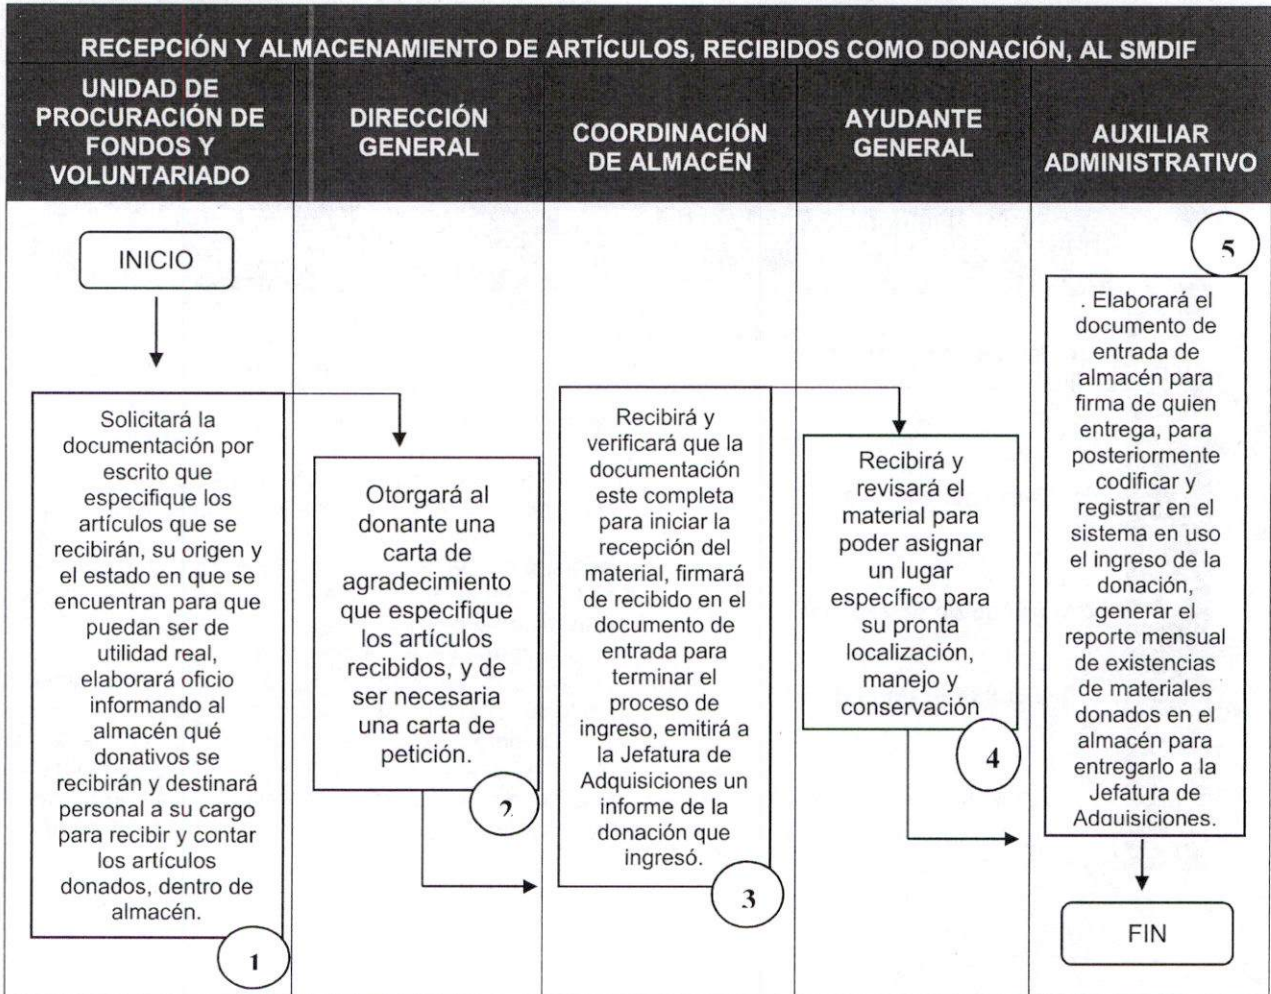 RECEPCIÓN Y ALMACENAMIENTO DE ARTÍCULOS, RECIBIDOS COMO DONACIÓN, AL SMDIF
UNIDAD DE
PROCURACIÓN DE
FONDOS Y
VOLUNTARIADO
DIRECCIÓN
GENERAL
COORDINACIÓN
DE ALMACÉN
AYUDANTE
GENERAL
AUXILIAR
ADMINISTRATIVO
INICIO
Solicitará la
documentación por
escrito que
especifique los
artículos que se
recibirán, su origen y
el estado en que se
encuentran para que
puedan ser de
utilidad real,
elaborará oficio
informando al
almacén qué
donativos se
recibirán y destinará
personal a su cargo
para recibir y contar
los artículos
donados, dentro de
almacén.
1
Otorgará al
donante una
carta de
agradecimiento
que especifique
los artículos
recibidos, y de
ser necesaria
una carta de
petición.
2
Recibirá y
verificará que la
documentación
este completa
para iniciar la
recepción del
material, firmará
de recibido en el
documento de
entrada para
terminar el
proceso de
ingreso, emitirá a
la Jefatura de
Adquisiciones un
informe de la
donación que
ingresó.
3
Recibirá y
revisará el
material para
poder asignar
un lugar
específico para
su pronta
localización,
manejo y
conservación
4
5
. Elaborará el
documento de
entrada de
almacén para
firma de quien
entrega, para
posteriormente
codificar y
registrar en el
sistema en uso
el ingreso de la
donación,
generar el
reporte mensual
de existencias
de materiales
donados en el
almacén para
entregarlo a la
Jefatura de
Adquisiciones.
FIN